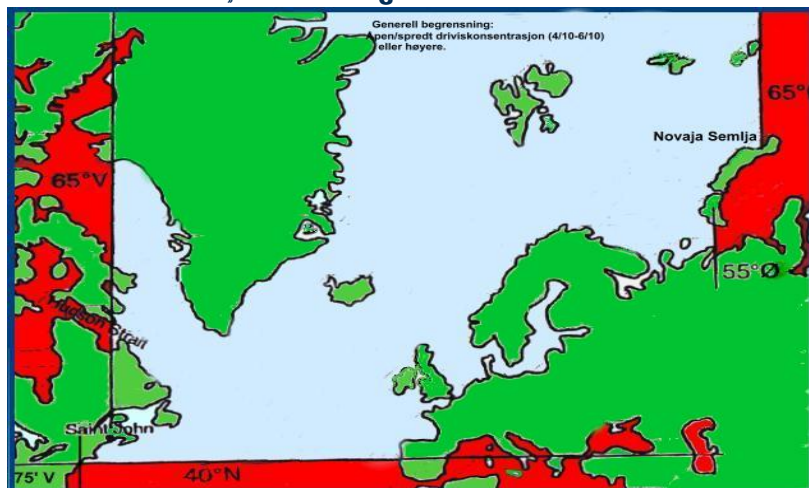 Generell begrensning:
Åpen/spredt driviskonsentrasjon (4/10-6/10)
eller høyere.
65°
Novaja Semlja
65°V
55°Ø
Hudson Strait
Saint John
75° V
40°N